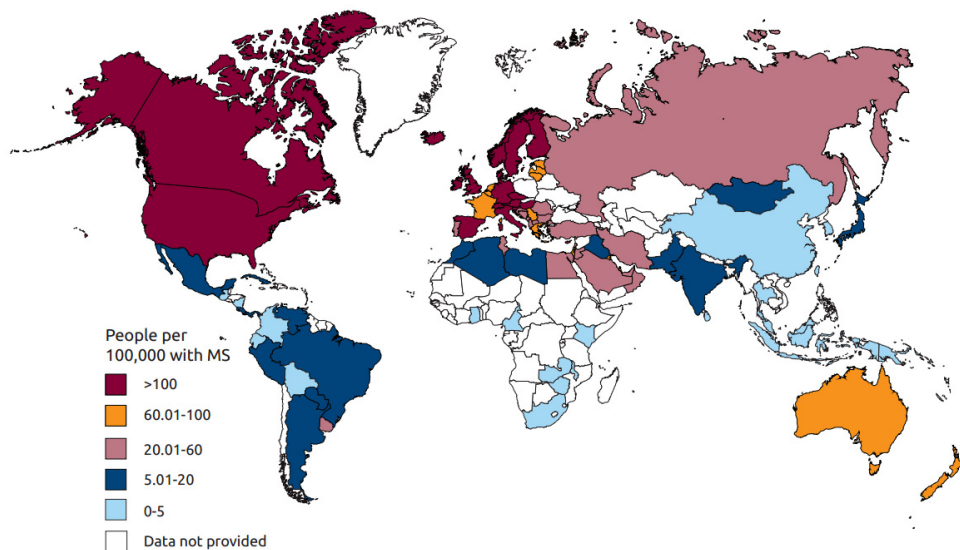 People per
100,000 with MS
>100
60.01-100
20.01-60
5.01-20
0-5
Data not provided